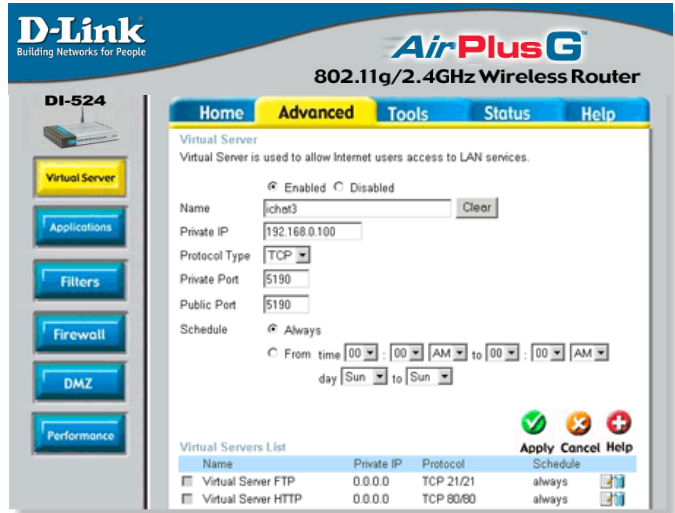 D-Link
Building Networks for People
AirPlus G™
802.11g/2.4GHz Wireless Router
DI-524
Home Advanced Tools Status Help
Virtual Server
Applications
Filters
Firewall
DMZ
Performance
Virtual Server
Virtual Server is used to allow Internet users access to LAN services.
Enabled Disabled
Name ichat3 Clear
Private IP 192.168.0.100
Protocol Type TCP
Private Port 5190
Public Port 5190
Schedule Always
From time 00 : 00 AM to 00 : 00 AM
day Sun to Sun
Apply Cancel Help
Virtual Servers List
Name Private IP Protocol Schedule
Virtual Server FTP 0.0.0.0 TCP 21/21 always
Virtual Server HTTP 0.0.0.0 TCP 80/80 always